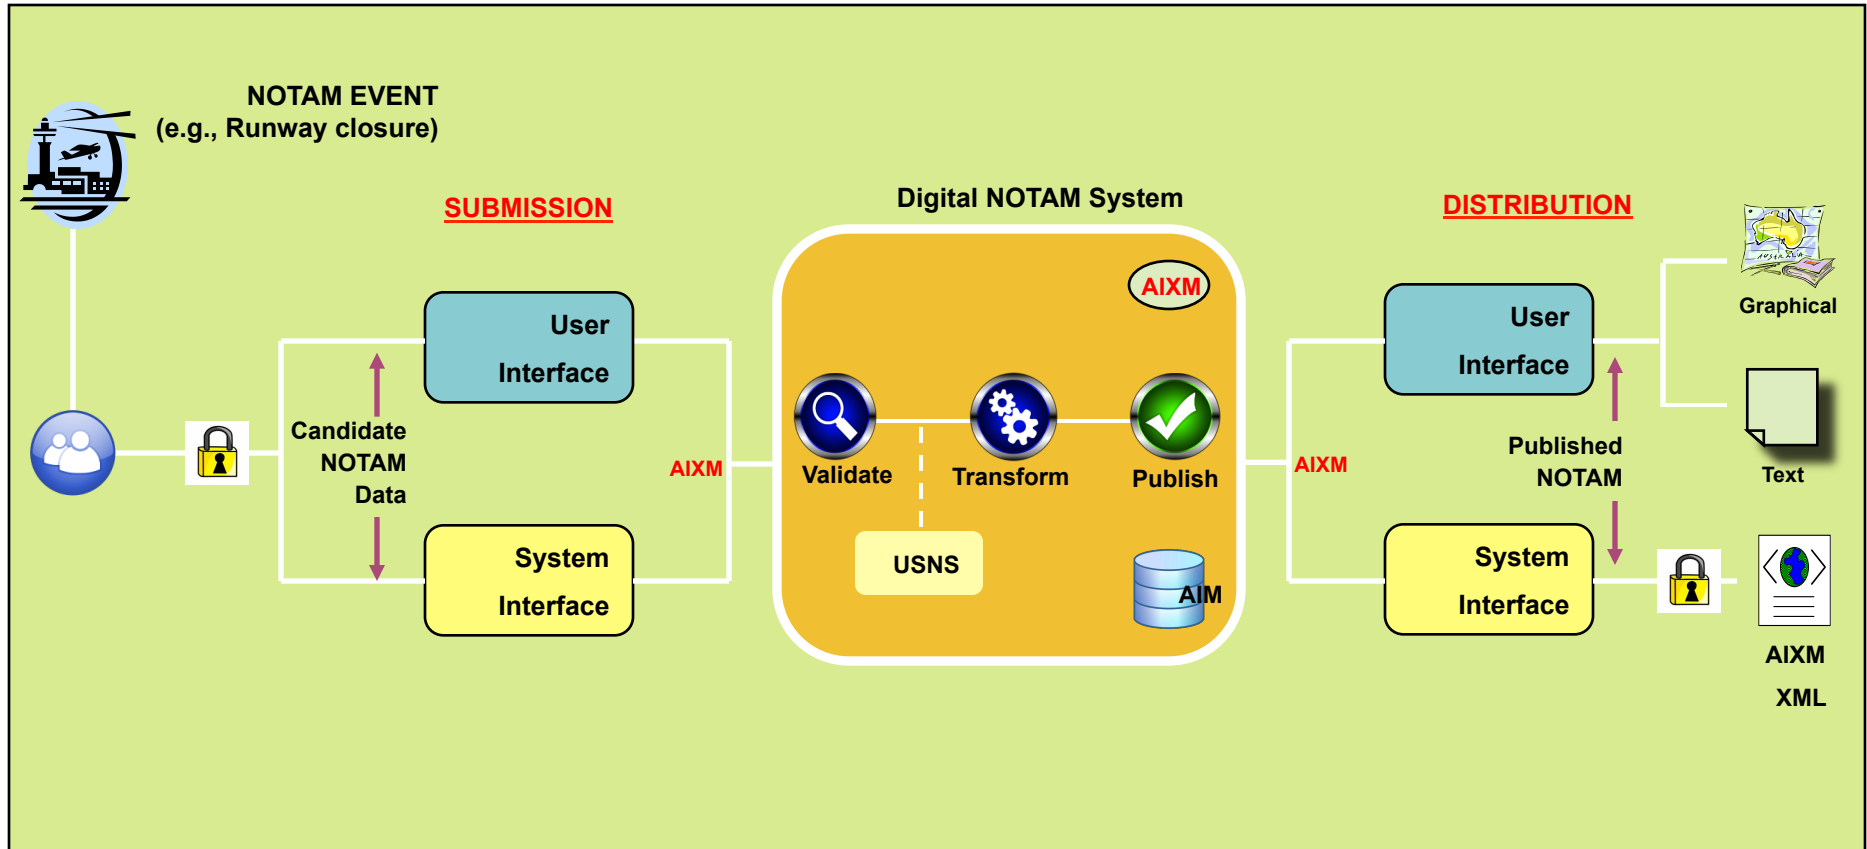 NOTAM EVENT
(e.g., Runway closure)
SUBMISSION
User
Interface
Candidate
NOTAM
Data
System
Interface
AIXM
Digital NOTAM System
AIXM
Validate
Transform
Publish
USNS
AIM
DISTRIBUTION
AIXM
User
Interface
Published
NOTAM
System
Interface
AUSTRALIA
Graphical
Text
AIXM
XML